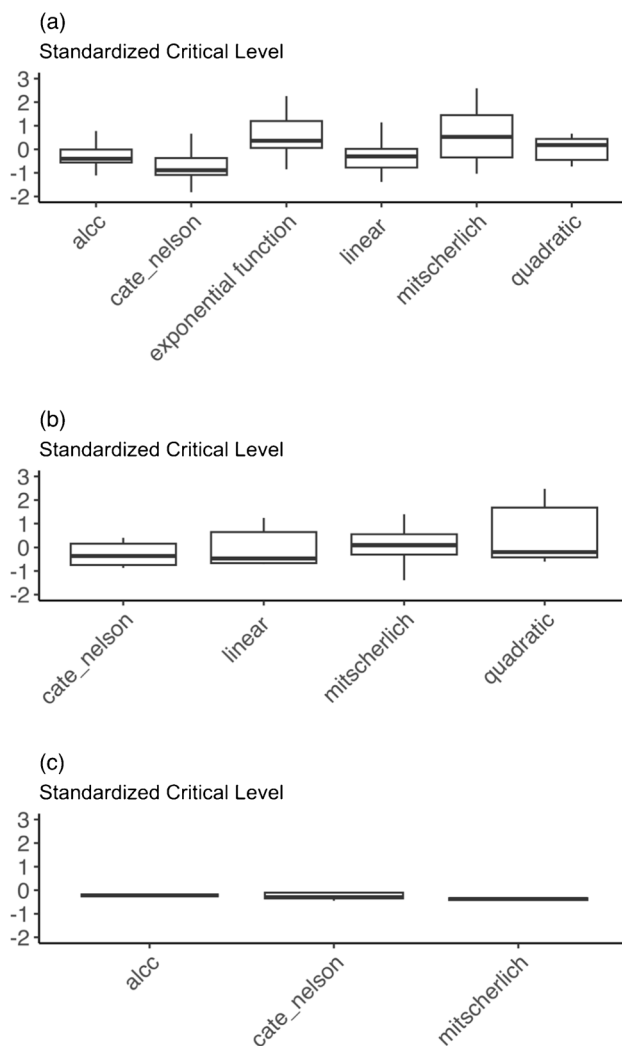 (a)
Standardized Critical Level
3
2
1
0
-1
-2
alcc
cate_nelson
exponential function
linear
mitscherlich
quadratic
(b)
Standardized Critical Level
3
2
1
0
-1
-2
cate_nelson
linear
mitscherlich
quadratic
(c)
Standardized Critical Level
3
2
1
0
-1
-2
alcc
cate_nelson
mitscherlich